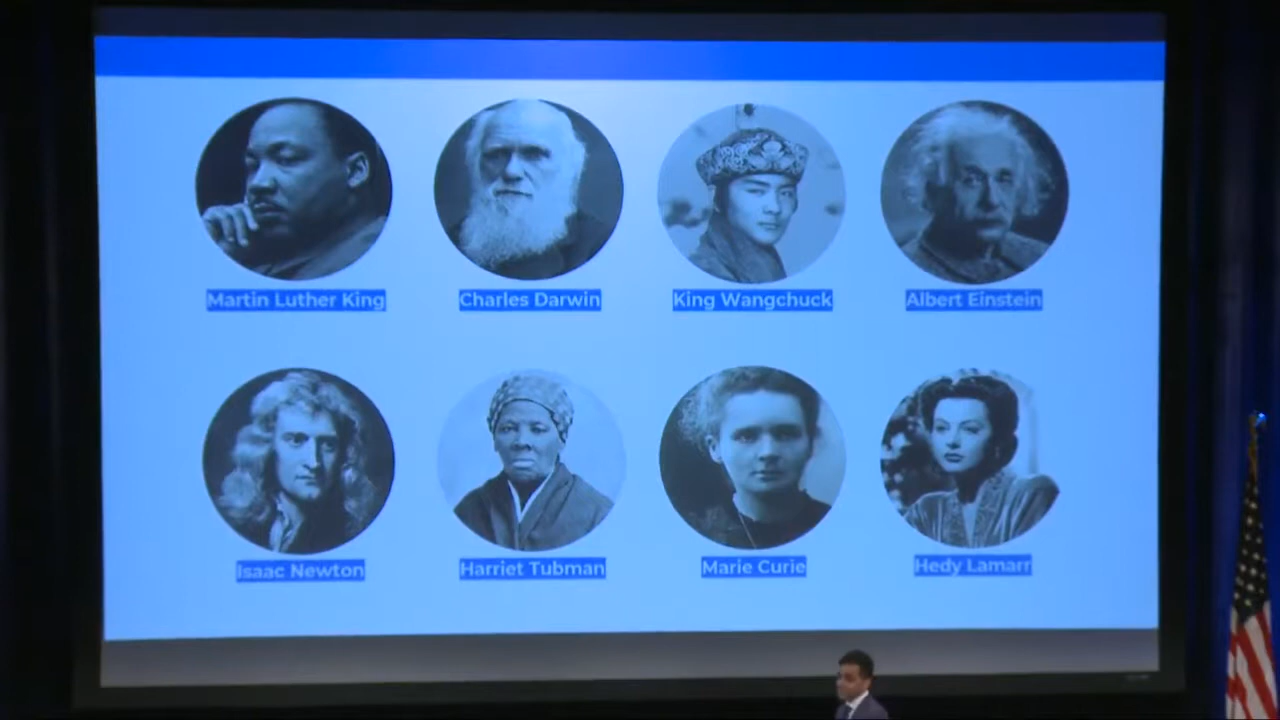 Martin Luther King
Charles Darwin
King Wangchuck
Albert Einstein
Isaac Newton
Harriet Tubman
Marie Curie
Hedy Lamarr